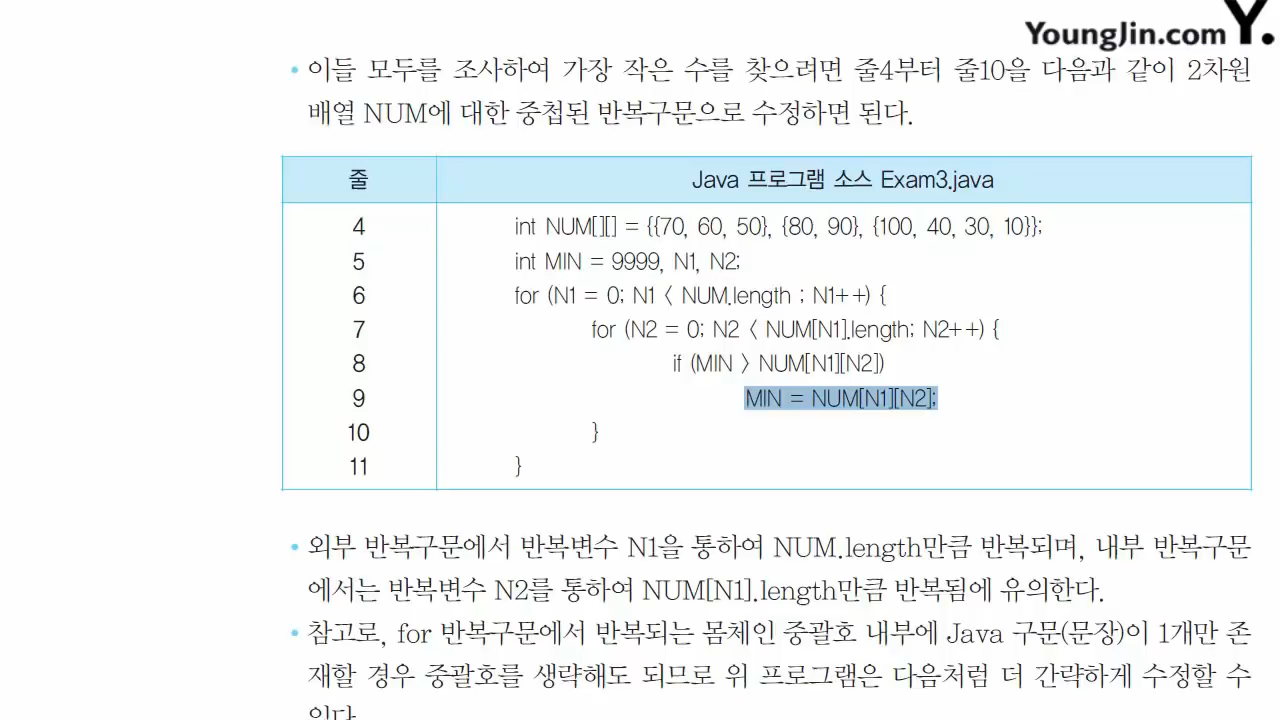 YoungJin.com Y.
• 이들 모두를 조사하여 가장 작은 수를 찾으려면 줄4부터 줄10을 다음과 같이 2차원
배열 NUM에 대한 중첩된 반복구문으로 수정하면 된다.
줄 Java 프로그램 소스 Exam3.java
4 int NUM[][] = {{70, 60, 50}, {80, 90}, {100, 40, 30, 10}};
5 int MIN = 9999, N1, N2;
6 for (N1 = 0; N1 < NUM.length ; N1++) {
7 for (N2 = 0; N2 < NUM[N1].length; N2++) {
8 if (MIN > NUM[N1][N2])
9 MIN = NUM[N1][N2];
10 }
11 }
• 외부 반복구문에서 반복변수 N1을 통하여 NUM.length만큼 반복되며, 내부 반복구문
에서는 반복변수 N2를 통하여 NUM[N1].length만큼 반복됨에 유의한다.
• 참고로, for 반복구문에서 반복되는 몸체인 중괄호 내부에 Java 구문(문장)이 1개만 존
재할 경우 중괄호를 생략해도 되므로 위 프로그램은 다음처럼 더 간략하게 수정할 수
있다.